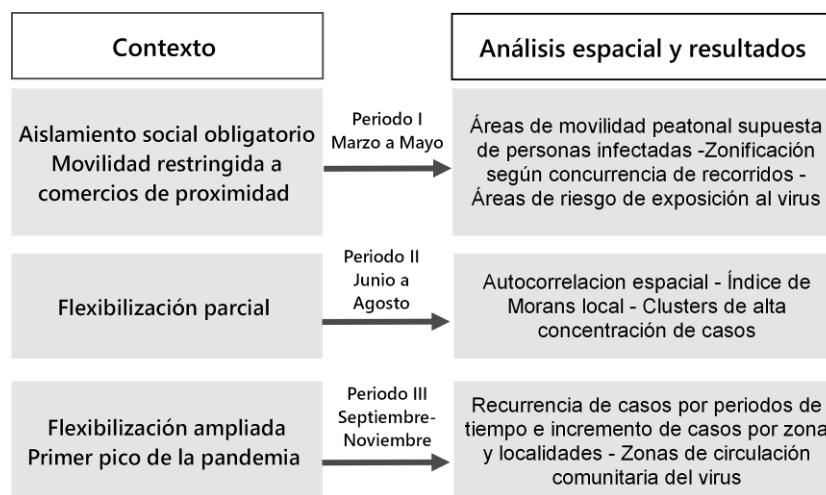 Contexto
Análisis espacial y resultados
Aislamiento social obligatorio
Movilidad restringida a
comercios de proximidad
Periodo I
Marzo a Mayo
Áreas de movilidad peatonal supuesta
de personas infectadas -Zonificación
según concurrencia de recorridos -
Áreas de riesgo de exposición al virus
Flexibilización parcial
Periodo II
Junio a
Agosto
Autocorrelacion espacial - Índice de
Morans local - Clusters de alta
concentración de casos
Flexibilización ampliada
Primer pico de la pandemia
Periodo III
Septiembre-
Noviembre
Recurrencia de casos por periodos de
tiempo e incremento de casos por zona
y localidades - Zonas de circulación
comunitaria del virus